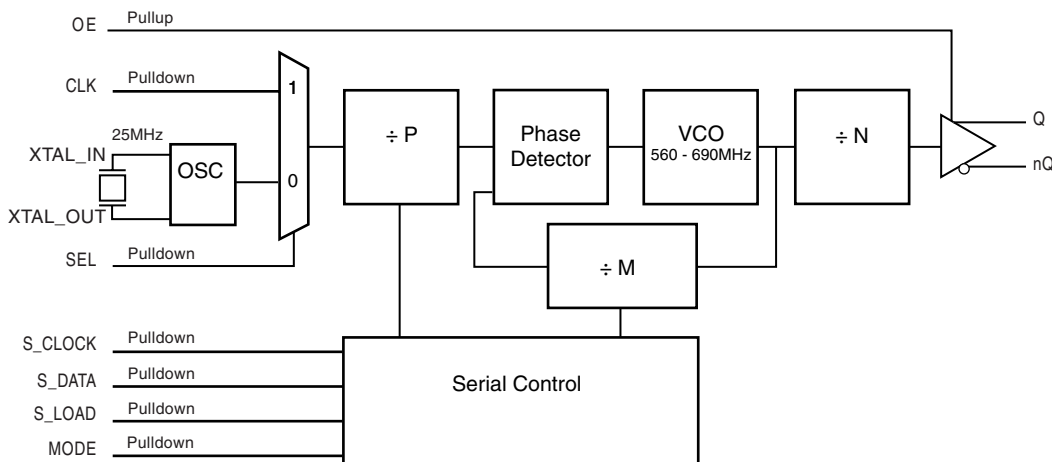 OE Pullup
CLK Pulldown
1
25MHz
XTAL_IN
OSC
0
XTAL_OUT
SEL Pulldown
÷ P
Phase
Detector
VCO
560 - 690MHz
÷ N
Q
nQ
÷ M
S_CLOCK Pulldown
S_DATA Pulldown
S_LOAD Pulldown
MODE Pulldown
Serial Control